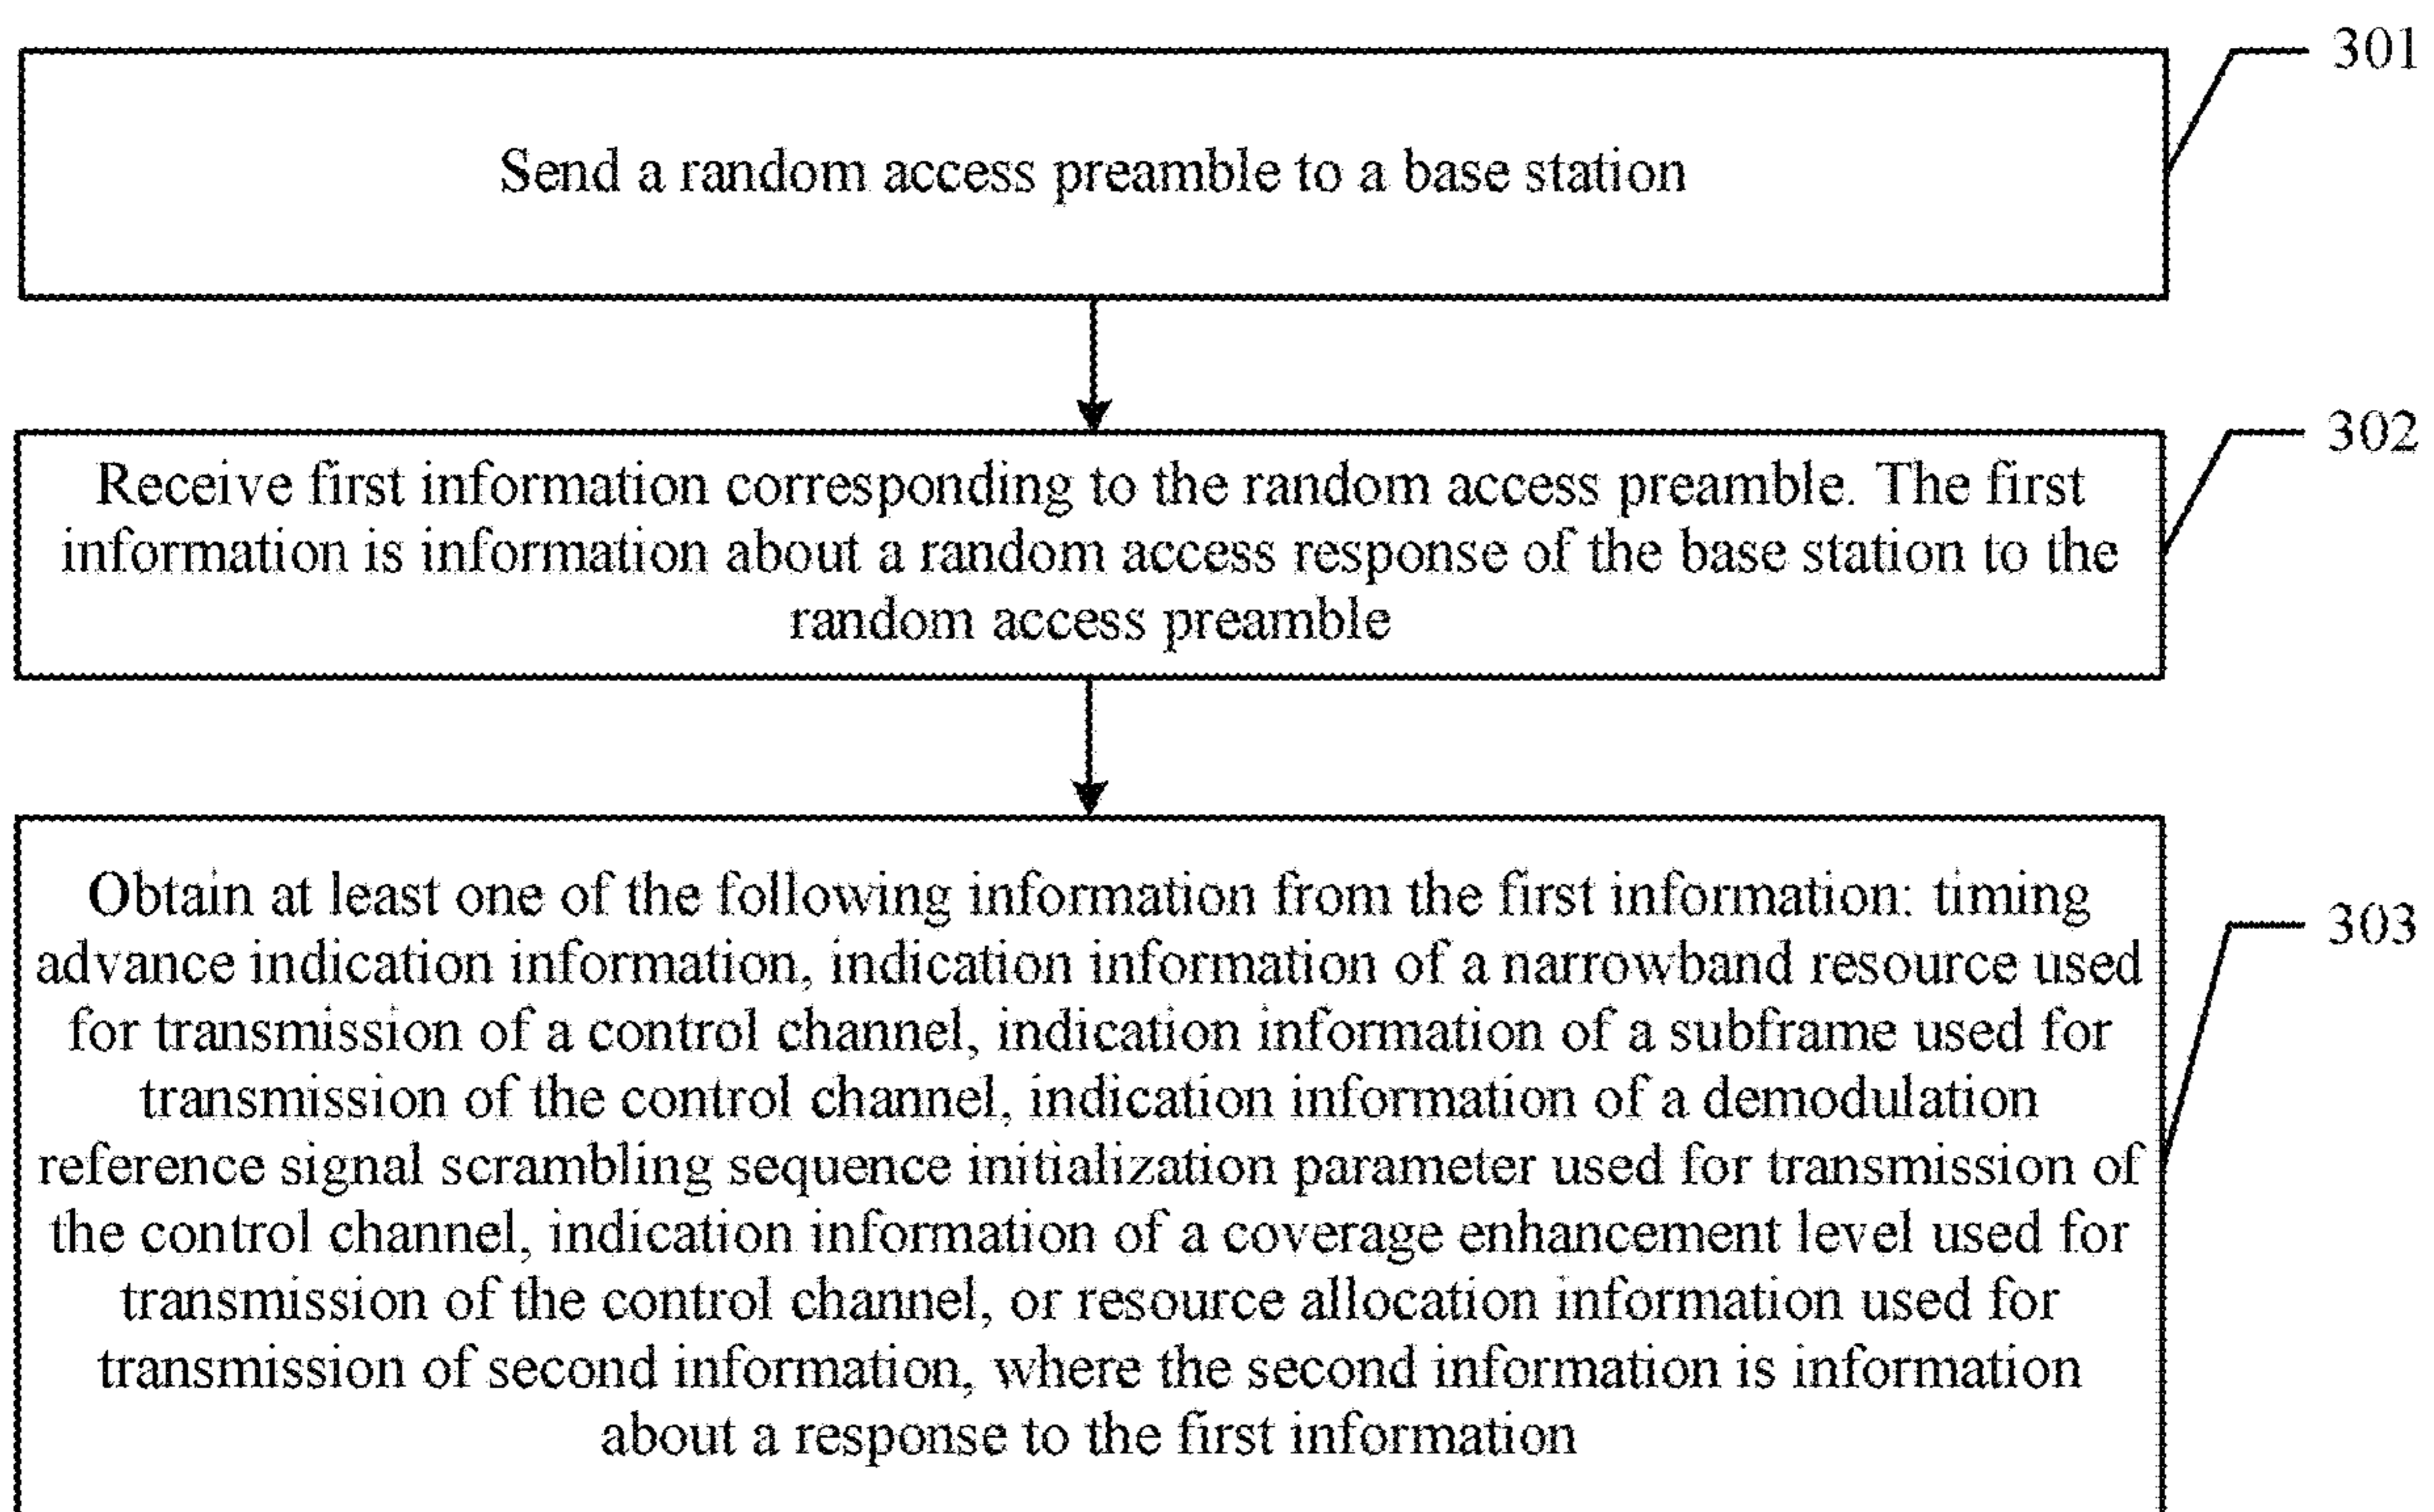 301
Send a random access preamble to a base station
302
Receive first information corresponding to the random access preamble. The first
information is information about a random access response of the base station to the
random access preamble
303
Obtain at least one of the following information from the first information: timing
advance indication information, indication information of a narrowband resource used
for transmission of a control channel, indication information of a subframe used for
transmission of the control channel, indication information of a demodulation
reference signal scrambling sequence initialization parameter used for transmission of
the control channel, indication information of a coverage enhancement level used for
transmission of the control channel, or resource allocation information used for
transmission of second information, where the second information is information
about a response to the first information